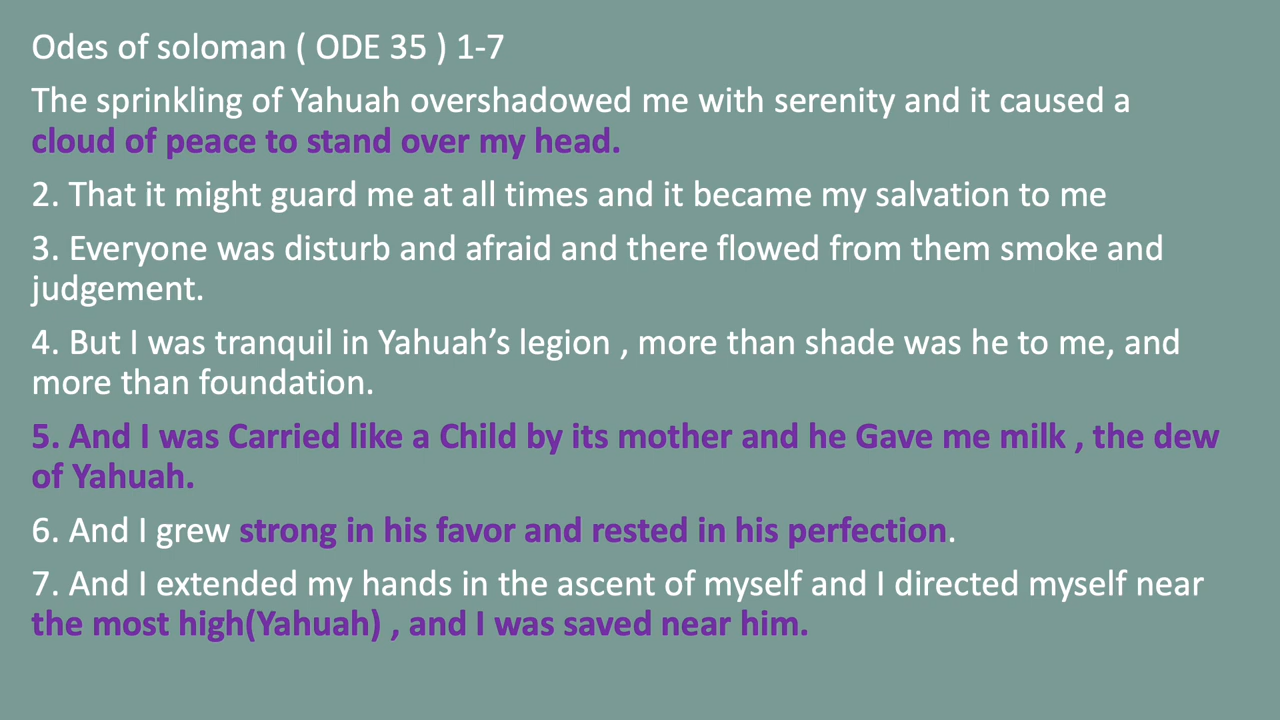 Odes of soloman ( ODE 35 ) 1-7
The sprinkling of Yahuah overshadowed me with serenity and it caused a
cloud of peace to stand over my head.
2. That it might guard me at all times and it became my salvation to me
3. Everyone was disturb and afraid and there flowed from them smoke and
judgement.
4. But I was tranquil in Yahuah’s legion , more than shade was he to me, and
more than foundation.
5. And I was Carried like a Child by its mother and he Gave me milk , the dew
of Yahuah.
6. And I grew strong in his favor and rested in his perfection.
7. And I extended my hands in the ascent of myself and I directed myself near
the most high(Yahuah) , and I was saved near him.